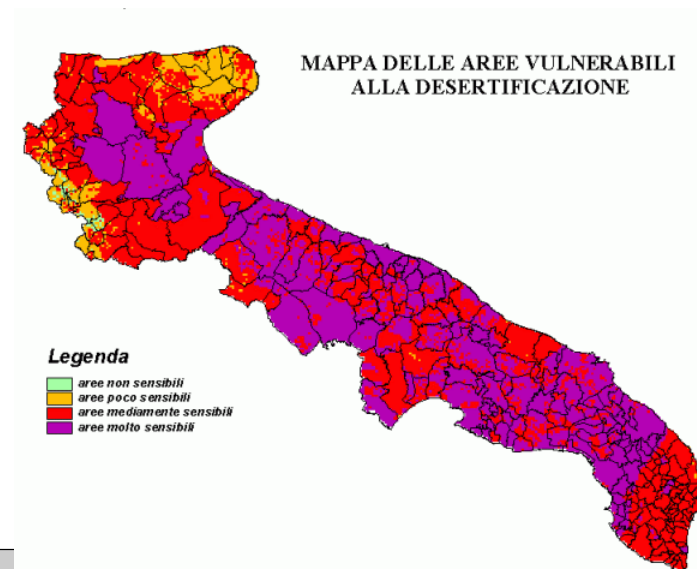 MAPPA DELLE AREE VULNERABILI
ALLA DESERTIFICAZIONE
Legenda
aree non sensibili
aree poco sensibili
aree mediamente sensibili
aree molto sensibili